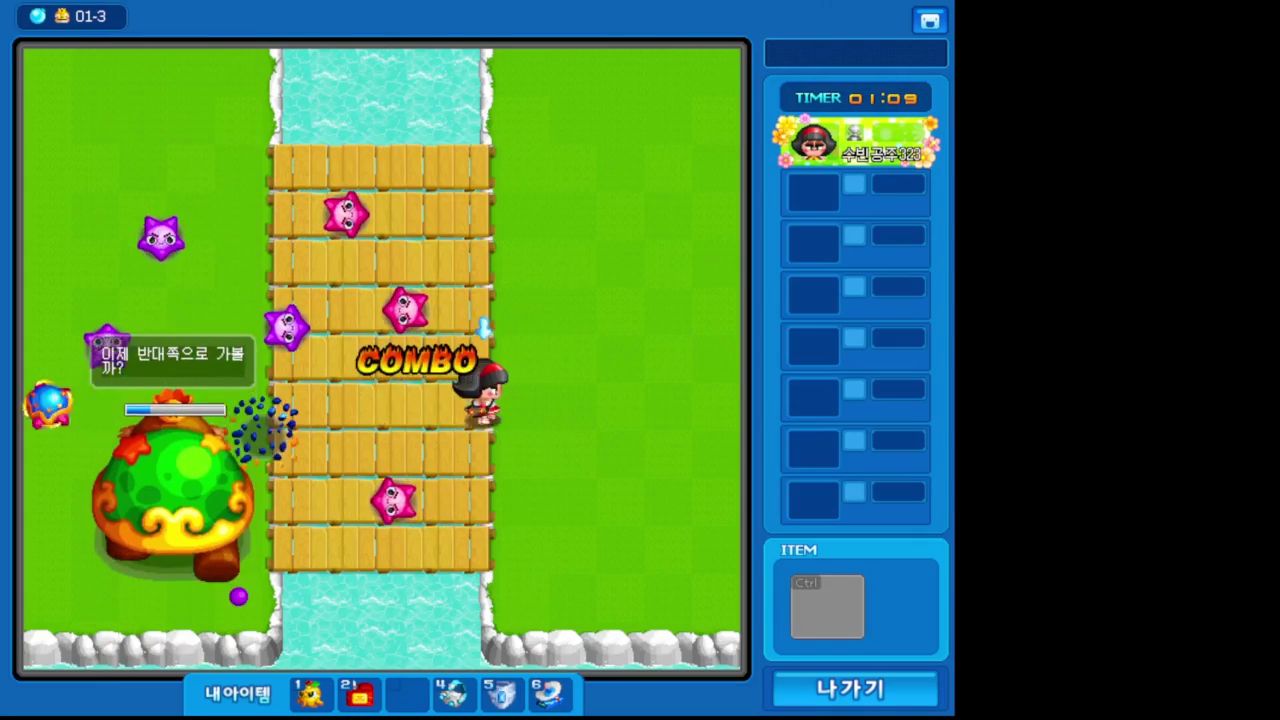 01-3
TIMER 01:09
수빈공주323
이제 반대쪽으로 가볼
까?
COMBO
ITEM
Ctrl
내아이템
1
2
4
5
6
나가기